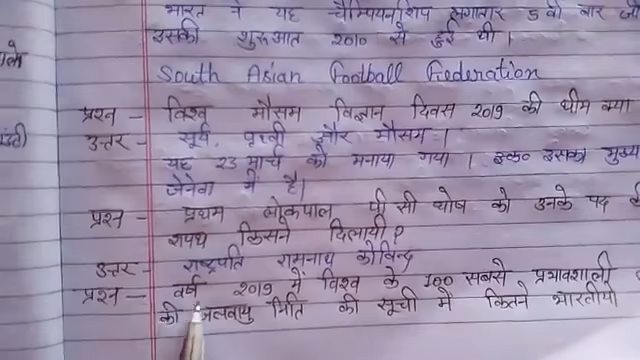 भारत ने यह चैम्पियनशिप लगातार 5 वी बार
इसकी शुरूआत 2010 से हुई थी ।
South Asian Football Federation
प्रश्न - विश्व मौसम विज्ञान दिवस 2019 की थीम क्या
उत्तर - सूर्य, पृथ्वी और मौसम ।
यह 23 मार्च को मनाया गया । इसका मुख्य
जेनेवा में है।
प्रश्न - प्रथम लोकपाल पी सी घोष को उनके पद
शपथ किसने दिलायी ?
उत्तर - राष्ट्रपति रामनाथ कोविन्द
प्रश्न - वर्ष 2019 में विश्व के 100 सबसे प्रभावशाली
की जलवायु निति की सूची में कितने भारतीयो